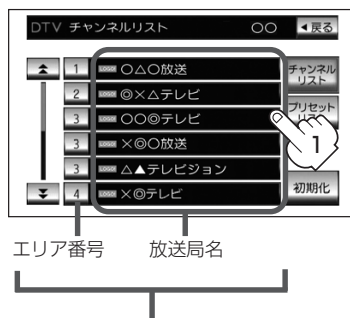 DTV チャンネルリスト ○○ ◀戻る
1 LOGO ○△○放送
チャンネル
リスト
2 LOGO ◎×△テレビ
3 LOGO ○○◎テレビ
プリセット
リスト
3 LOGO ×◎○放送
1
3 LOGO △▲テレビジョン
4 LOGO ×◎テレビ
初期化
エリア番号 放送局名